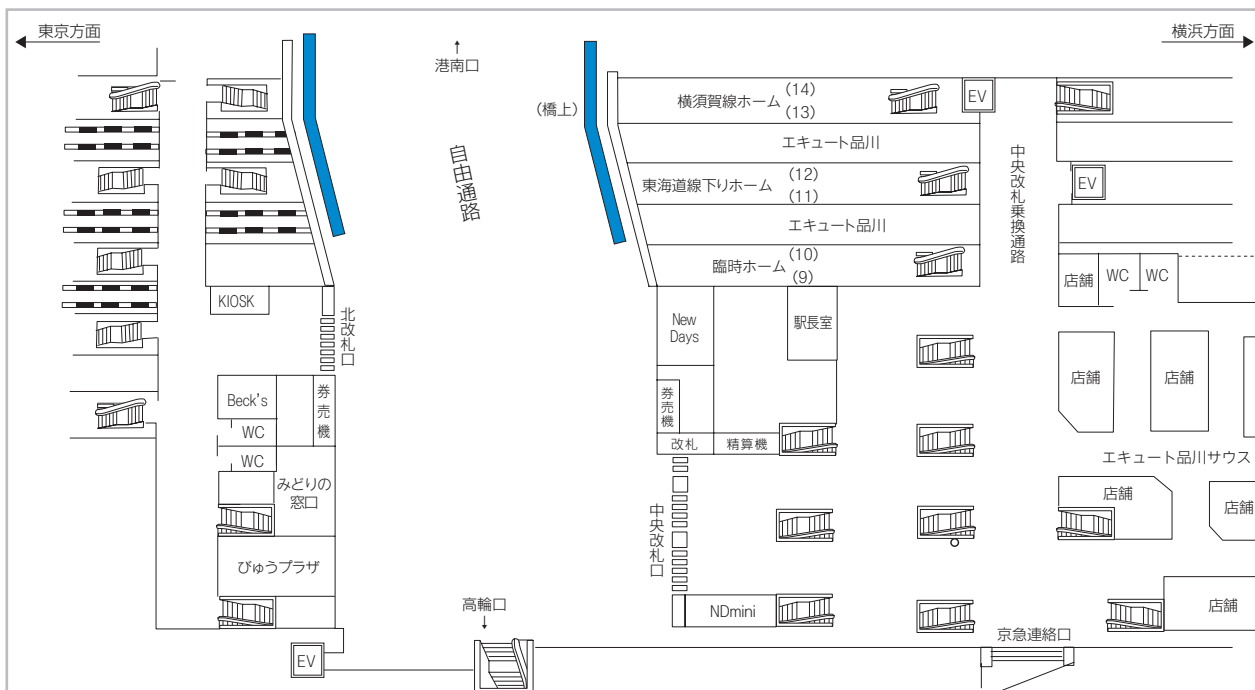 東京方面
横浜方面
港南口
(橋上)
自由通路
横須賀線ホーム
(14)
(13)
EV
エキュート品川
東海道線下りホーム
(12)
(11)
エキュート品川
臨時ホーム
(10)
(9)
中央改札乗換通路
EV
店舗
WC
WC
KIOSK
北改札口
New
Days
駅長室
券売機
改札
精算機
店舗
店舗
Beck's
券売機
WC
WC
みどりの
窓口
エキュート品川サウス
店舗
店舗
中央改札口
びゅうプラザ
高輪口
NDmini
店舗
京急連絡口
EV